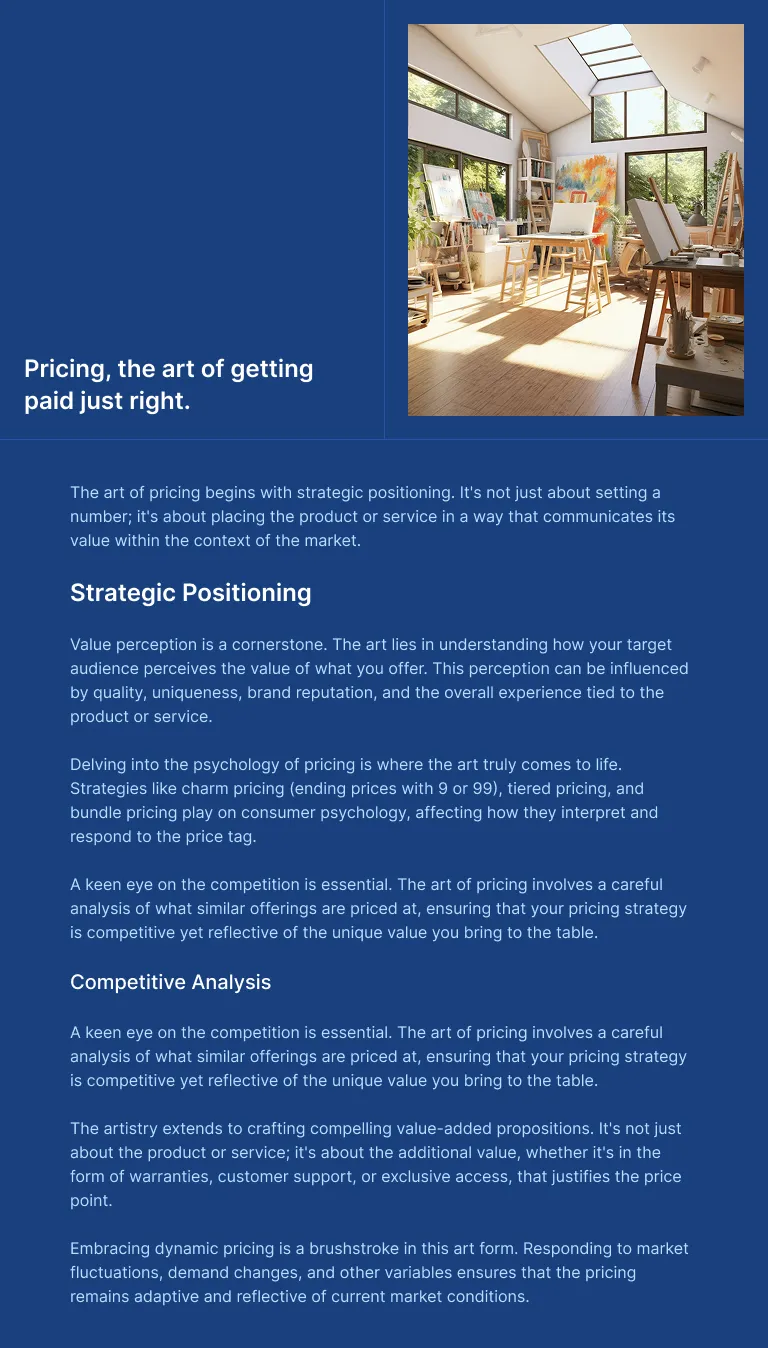 Pricing, the art of getting
paid just right.
The art of pricing begins with strategic positioning. It's not just about setting a
number; it's about placing the product or service in a way that communicates its
value within the context of the market.
Strategic Positioning
Value perception is a cornerstone. The art lies in understanding how your target
audience perceives the value of what you offer. This perception can be influenced
by quality, uniqueness, brand reputation, and the overall experience tied to the
product or service.
Delving into the psychology of pricing is where the art truly comes to life.
Strategies like charm pricing (ending prices with 9 or 99), tiered pricing, and
bundle pricing play on consumer psychology, affecting how they interpret and
respond to the price tag.
A keen eye on the competition is essential. The art of pricing involves a careful
analysis of what similar offerings are priced at, ensuring that your pricing strategy
is competitive yet reflective of the unique value you bring to the table.
Competitive Analysis
A keen eye on the competition is essential. The art of pricing involves a careful
analysis of what similar offerings are priced at, ensuring that your pricing strategy
is competitive yet reflective of the unique value you bring to the table.
The artistry extends to crafting compelling value-added propositions. It's not just
about the product or service; it's about the additional value, whether it's in the
form of warranties, customer support, or exclusive access, that justifies the price
point.
Embracing dynamic pricing is a brushstroke in this art form. Responding to market
fluctuations, demand changes, and other variables ensures that the pricing
remains adaptive and reflective of current market conditions.